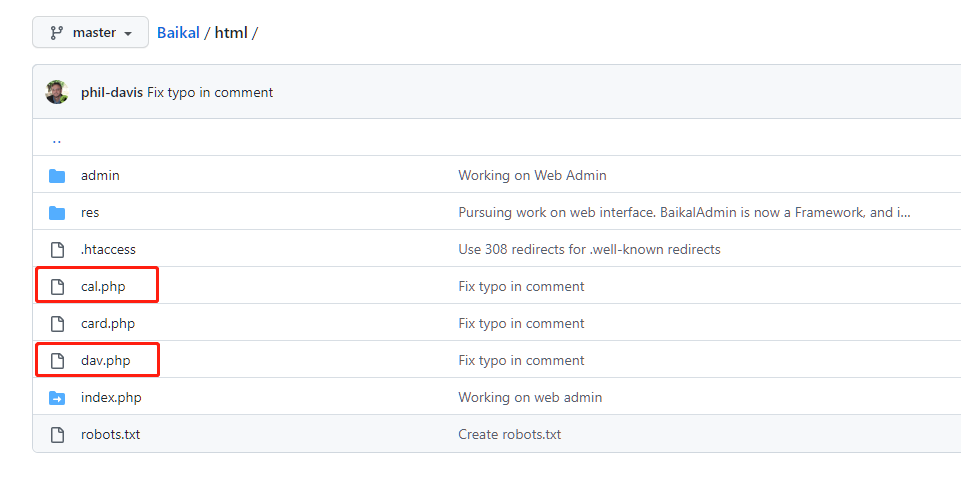 master Baikal / html /
phil-davis Fix typo in comment
..
admin Working on Web Admin
res Pursuing work on web interface. BaikalAdmin is now a Framework, and i...
.htaccess Use 308 redirects for .well-known redirects
cal.php Fix typo in comment
card.php Fix typo in comment
dav.php Fix typo in comment
index.php Working on web admin
robots.txt Create robots.txt